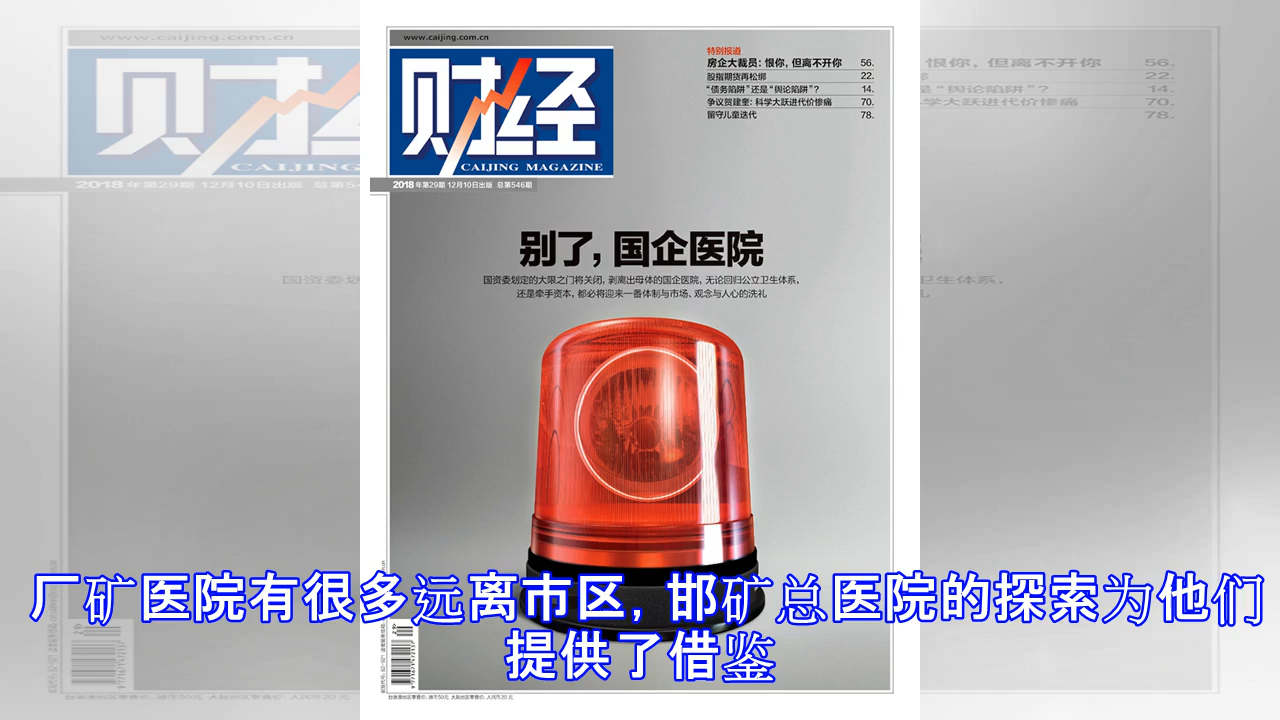 www.caijing.com.cn
财经
CAIJING MAGAZINE
2018年第29期 12月10日出版 总第546期
特别报道
房企大裁员：恨你，但离不开你 56.
股指期货再松绑 22.
“债务陷阱”还是“舆论陷阱”？ 14.
争议贺建奎：科学大跃进代价惨痛 70.
留守儿童迭代 78.
别了，国企医院
国资委划定的大限之门将关闭，剥离出母体的国企医院，无论回归公立卫生体系，
还是牵手资本，都必将迎来一番体制与市场、观念与人心的洗礼
厂矿医院有很多远离市区，邯矿总医院的探索为他们
提供了借鉴